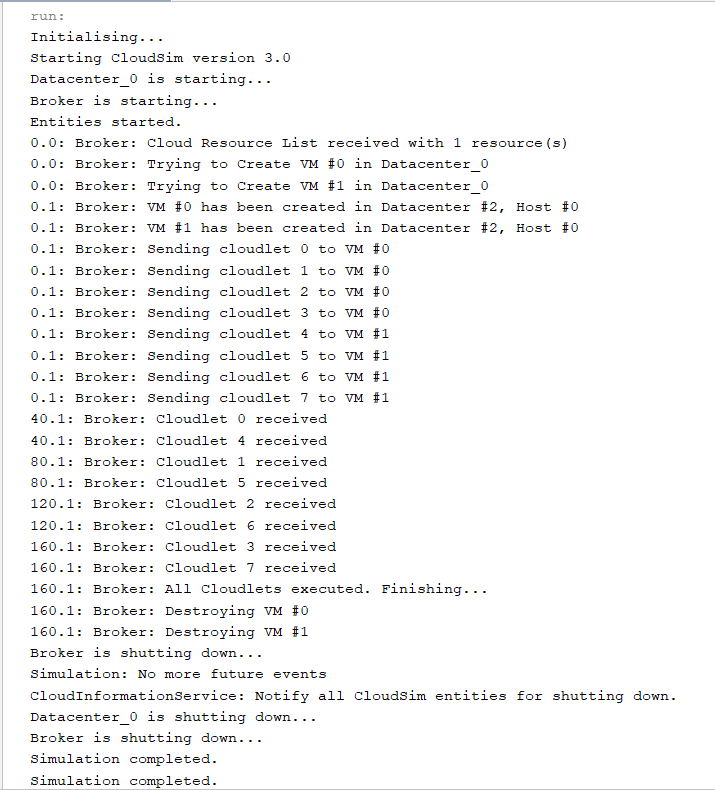 run:
Initialising...
Starting CloudSim version 3.0
Datacenter_0 is starting...
Broker is starting...
Entities started.
0.0: Broker: Cloud Resource List received with 1 resource(s)
0.0: Broker: Trying to Create VM #0 in Datacenter_0
0.0: Broker: Trying to Create VM #1 in Datacenter_0
0.1: Broker: VM #0 has been created in Datacenter #2, Host #0
0.1: Broker: VM #1 has been created in Datacenter #2, Host #0
0.1: Broker: Sending cloudlet 0 to VM #0
0.1: Broker: Sending cloudlet 1 to VM #0
0.1: Broker: Sending cloudlet 2 to VM #0
0.1: Broker: Sending cloudlet 3 to VM #0
0.1: Broker: Sending cloudlet 4 to VM #1
0.1: Broker: Sending cloudlet 5 to VM #1
0.1: Broker: Sending cloudlet 6 to VM #1
0.1: Broker: Sending cloudlet 7 to VM #1
40.1: Broker: Cloudlet 0 received
40.1: Broker: Cloudlet 4 received
80.1: Broker: Cloudlet 1 received
80.1: Broker: Cloudlet 5 received
120.1: Broker: Cloudlet 2 received
120.1: Broker: Cloudlet 6 received
160.1: Broker: Cloudlet 3 received
160.1: Broker: Cloudlet 7 received
160.1: Broker: All Cloudlets executed. Finishing...
160.1: Broker: Destroying VM #0
160.1: Broker: Destroying VM #1
Broker is shutting down...
Simulation: No more future events
CloudInformationService: Notify all CloudSim entities for shutting down.
Datacenter_0 is shutting down...
Broker is shutting down...
Simulation completed.
Simulation completed.